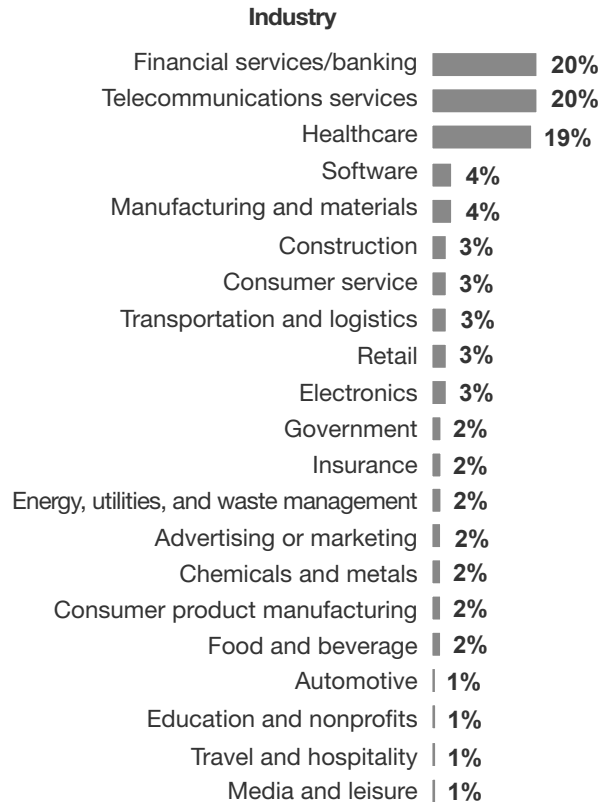 Industry
Financial services/banking 20%
Telecommunications services 20%
Healthcare 19%
Software 4%
Manufacturing and materials 4%
Construction 3%
Consumer service 3%
Transportation and logistics 3%
Retail 3%
Electronics 3%
Government 2%
Insurance 2%
Energy, utilities, and waste management 2%
Advertising or marketing 2%
Chemicals and metals 2%
Consumer product manufacturing 2%
Food and beverage 2%
Automotive 1%
Education and nonprofits 1%
Travel and hospitality 1%
Media and leisure 1%